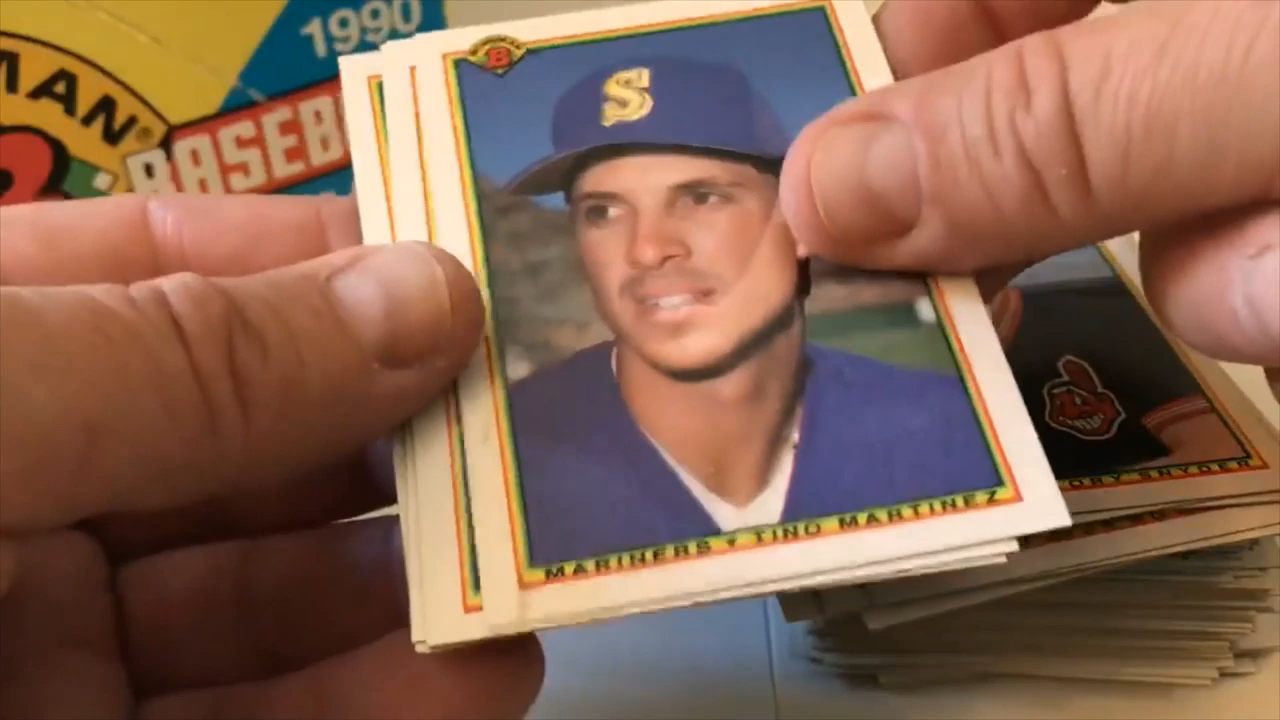 1990
MAN®
BASEB
B
S
MARINERS • TINO MARTINEZ
ORY SNYDER